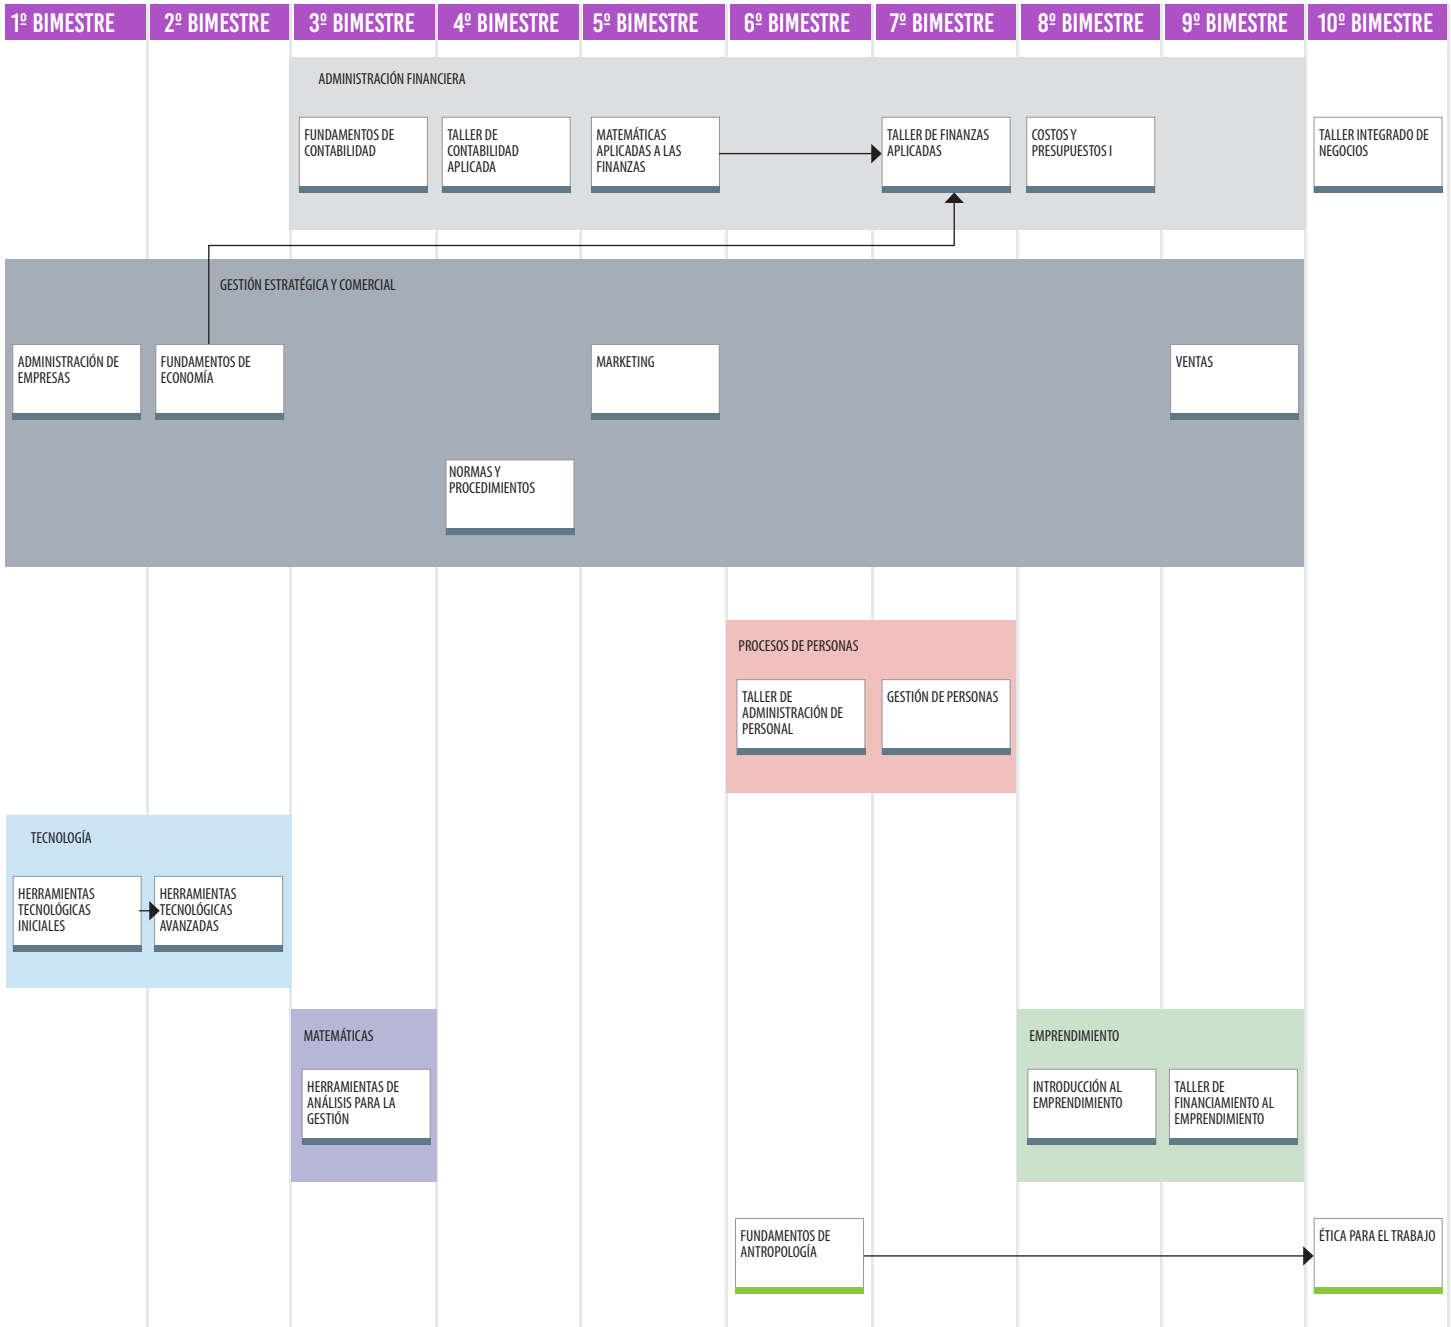 1º BIMESTRE
2º BIMESTRE
3º BIMESTRE
4º BIMESTRE
5º BIMESTRE
6º BIMESTRE
7º BIMESTRE
8º BIMESTRE
9º BIMESTRE
10º BIMESTRE
ADMINISTRACIÓN FINANCIERA
FUNDAMENTOS DE
CONTABILIDAD
TALLER DE
CONTABILIDAD
APLICADA
MATEMÁTICAS
APLICADAS A LAS
FINANZAS
TALLER DE FINANZAS
APLICADAS
COSTOS Y
PRESUPUESTOS I
TALLER INTEGRADO DE
NEGOCIOS
GESTIÓN ESTRATÉGICA Y COMERCIAL
ADMINISTRACIÓN DE
EMPRESAS
FUNDAMENTOS DE
ECONOMÍA
MARKETING
VENTAS
NORMAS Y
PROCEDIMIENTOS
PROCESOS DE PERSONAS
TALLER DE
ADMINISTRACIÓN DE
PERSONAL
GESTIÓN DE PERSONAS
TECNOLOGÍA
HERRAMIENTAS
TECNOLÓGICAS
INICIALES
HERRAMIENTAS
TECNOLÓGICAS
AVANZADAS
MATEMÁTICAS
HERRAMIENTAS DE
ANÁLISIS PARA LA
GESTIÓN
EMPRENDIMIENTO
INTRODUCCIÓN AL
EMPRENDIMIENTO
TALLER DE
FINANCIAMIENTO AL
EMPRENDIMIENTO
FUNDAMENTOS DE
ANTROPOLOGÍA
ÉTICA PARA EL TRABAJO